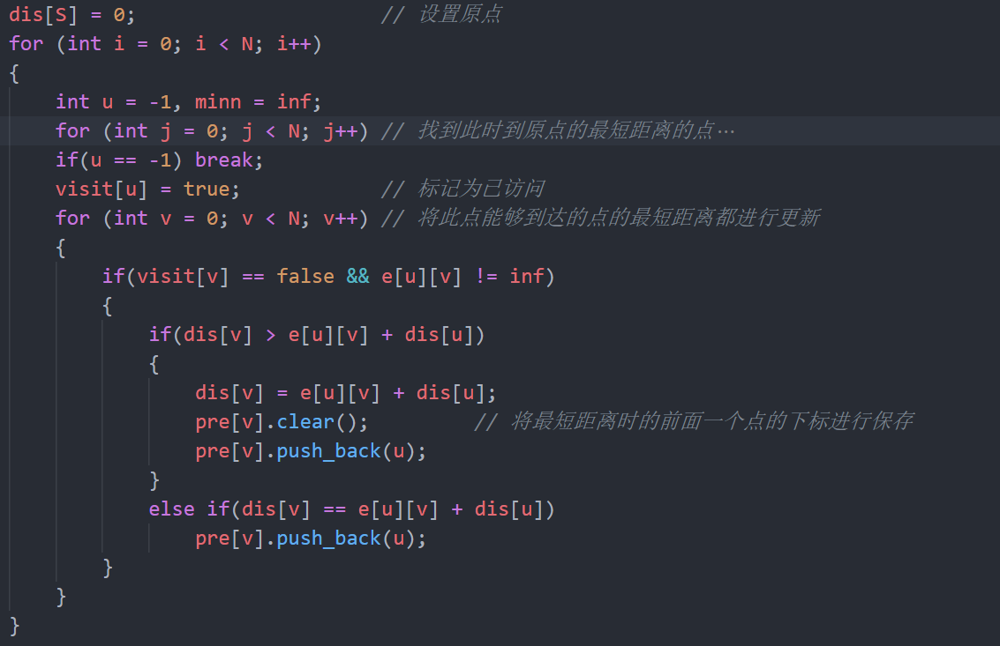 dis[S] = 0;                     // 设置原点
for (int i = 0; i < N; i++)
{
    int u = -1, minn = inf;
    for (int j = 0; j < N; j++) // 找到此时到原点的最短距离的点…
    if(u == -1) break;
    visit[u] = true;            // 标记为已访问
    for (int v = 0; v < N; v++) // 将此点能够到达的点的最短距离都进行更新
    {
        if(visit[v] == false && e[u][v] != inf)
        {
            if(dis[v] > e[u][v] + dis[u])
            {
                dis[v] = e[u][v] + dis[u];
                pre[v].clear();         // 将最短距离时的前面一个点的下标进行保存
                pre[v].push_back(u);
            }
            else if(dis[v] == e[u][v] + dis[u])
                pre[v].push_back(u);
        }
    }
}